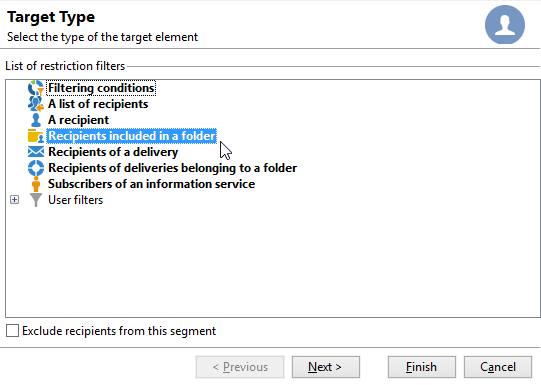 Target Type
Select the type of the target element
List of restriction filters
Filtering conditions
A list of recipients
A recipient
Recipients included in a folder
Recipients of a delivery
Recipients of deliveries belonging to a folder
Subscribers of an information service
User filters
Exclude recipients from this segment
< Previous Next > Finish Cancel